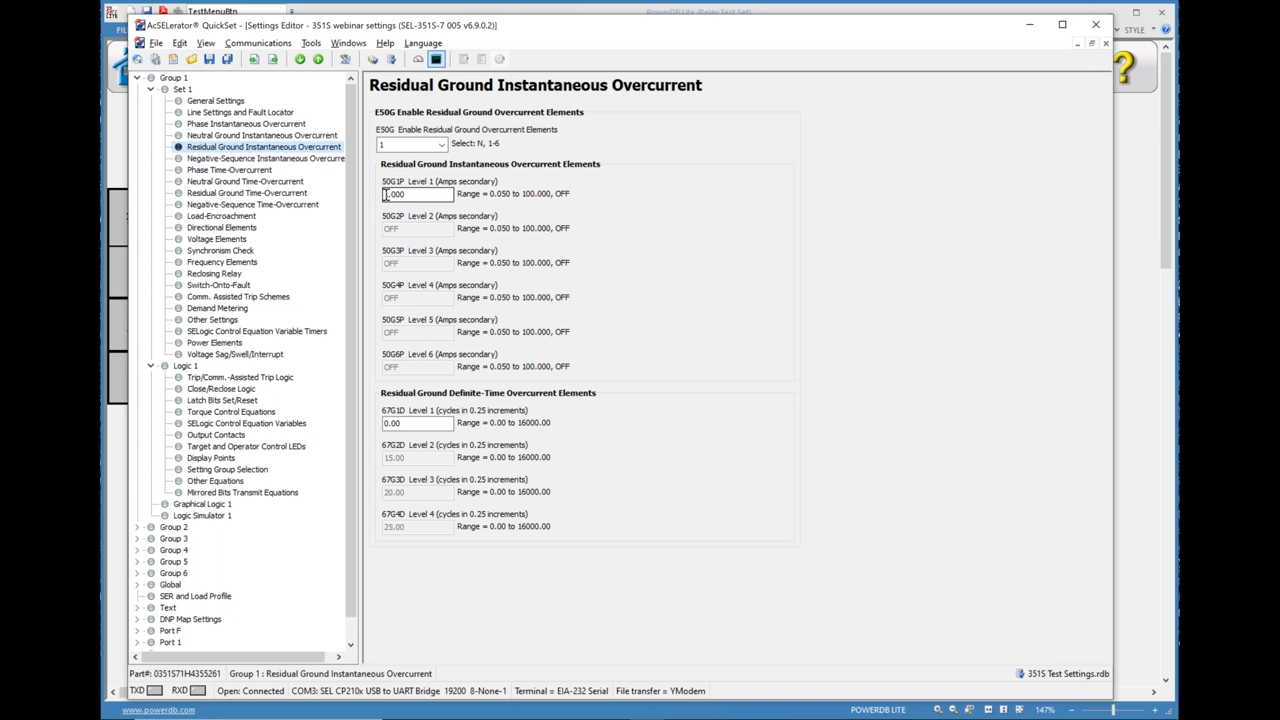 TestMenuBtn
PowerDB Lite (Relay Test Set)
FIL
STYLE
AcSELerator® QuickSet - [Settings Editor - 351S webinar settings (SEL-351S-7 005 v6.9.0.2)]
File Edit View Communications Tools Windows Help Language
Group 1
Set 1
General Settings
Line Settings and Fault Locator
Phase Instantaneous Overcurrent
Neutral Ground Instantaneous Overcurrent
Residual Ground Instantaneous Overcurrent
Negative-Sequence Instantaneous Overcurre
Phase Time-Overcurrent
Neutral Ground Time-Overcurrent
Residual Ground Time-Overcurrent
Negative-Sequence Time-Overcurrent
Load-Encroachment
Directional Elements
Voltage Elements
Synchronism Check
Frequency Elements
Reclosing Relay
Switch-Onto-Fault
Comm. Assisted Trip Schemes
Demand Metering
Other Settings
SELogic Control Equation Variable Timers
Power Elements
Voltage Sag/Swell/Interrupt
Logic 1
Trip/Comm.-Assisted Trip Logic
Close/Reclose Logic
Latch Bits Set/Reset
Torque Control Equations
SELogic Control Equation Variables
Output Contacts
Target and Operator Control LEDs
Display Points
Setting Group Selection
Other Equations
Mirrored Bits Transmit Equations
Graphical Logic 1
Logic Simulator 1
Group 2
Group 3
Group 4
Group 5
Group 6
Global
SER and Load Profile
Text
DNP Map Settings
Port F
Port 1
Residual Ground Instantaneous Overcurrent
E50G Enable Residual Ground Overcurrent Elements
E50G Enable Residual Ground Overcurrent Elements
1 Select: N, 1-6
Residual Ground Instantaneous Overcurrent Elements
50G1P Level 1 (Amps secondary)
.000 Range = 0.050 to 100.000, OFF
50G2P Level 2 (Amps secondary)
OFF Range = 0.050 to 100.000, OFF
50G3P Level 3 (Amps secondary)
OFF Range = 0.050 to 100.000, OFF
50G4P Level 4 (Amps secondary)
OFF Range = 0.050 to 100.000, OFF
50G5P Level 5 (Amps secondary)
OFF Range = 0.050 to 100.000, OFF
50G6P Level 6 (Amps secondary)
OFF Range = 0.050 to 100.000, OFF
Residual Ground Definite-Time Overcurrent Elements
67G1D Level 1 (cycles in 0.25 increments)
0.00 Range = 0.00 to 16000.00
67G2D Level 2 (cycles in 0.25 increments)
15.00 Range = 0.00 to 16000.00
67G3D Level 3 (cycles in 0.25 increments)
20.00 Range = 0.00 to 16000.00
67G4D Level 4 (cycles in 0.25 increments)
25.00 Range = 0.00 to 16000.00
Part#: 0351S71H4355261 Group 1 : Residual Ground Instantaneous Overcurrent 351S Test Settings.rdb
TXD RXD Open: Connected COM3: SEL CP210x USB to UART Bridge 19200 8-None-1 Terminal = EIA-232 Serial File transfer = YModem
www.powerdb.com POWERDB LITE 147%